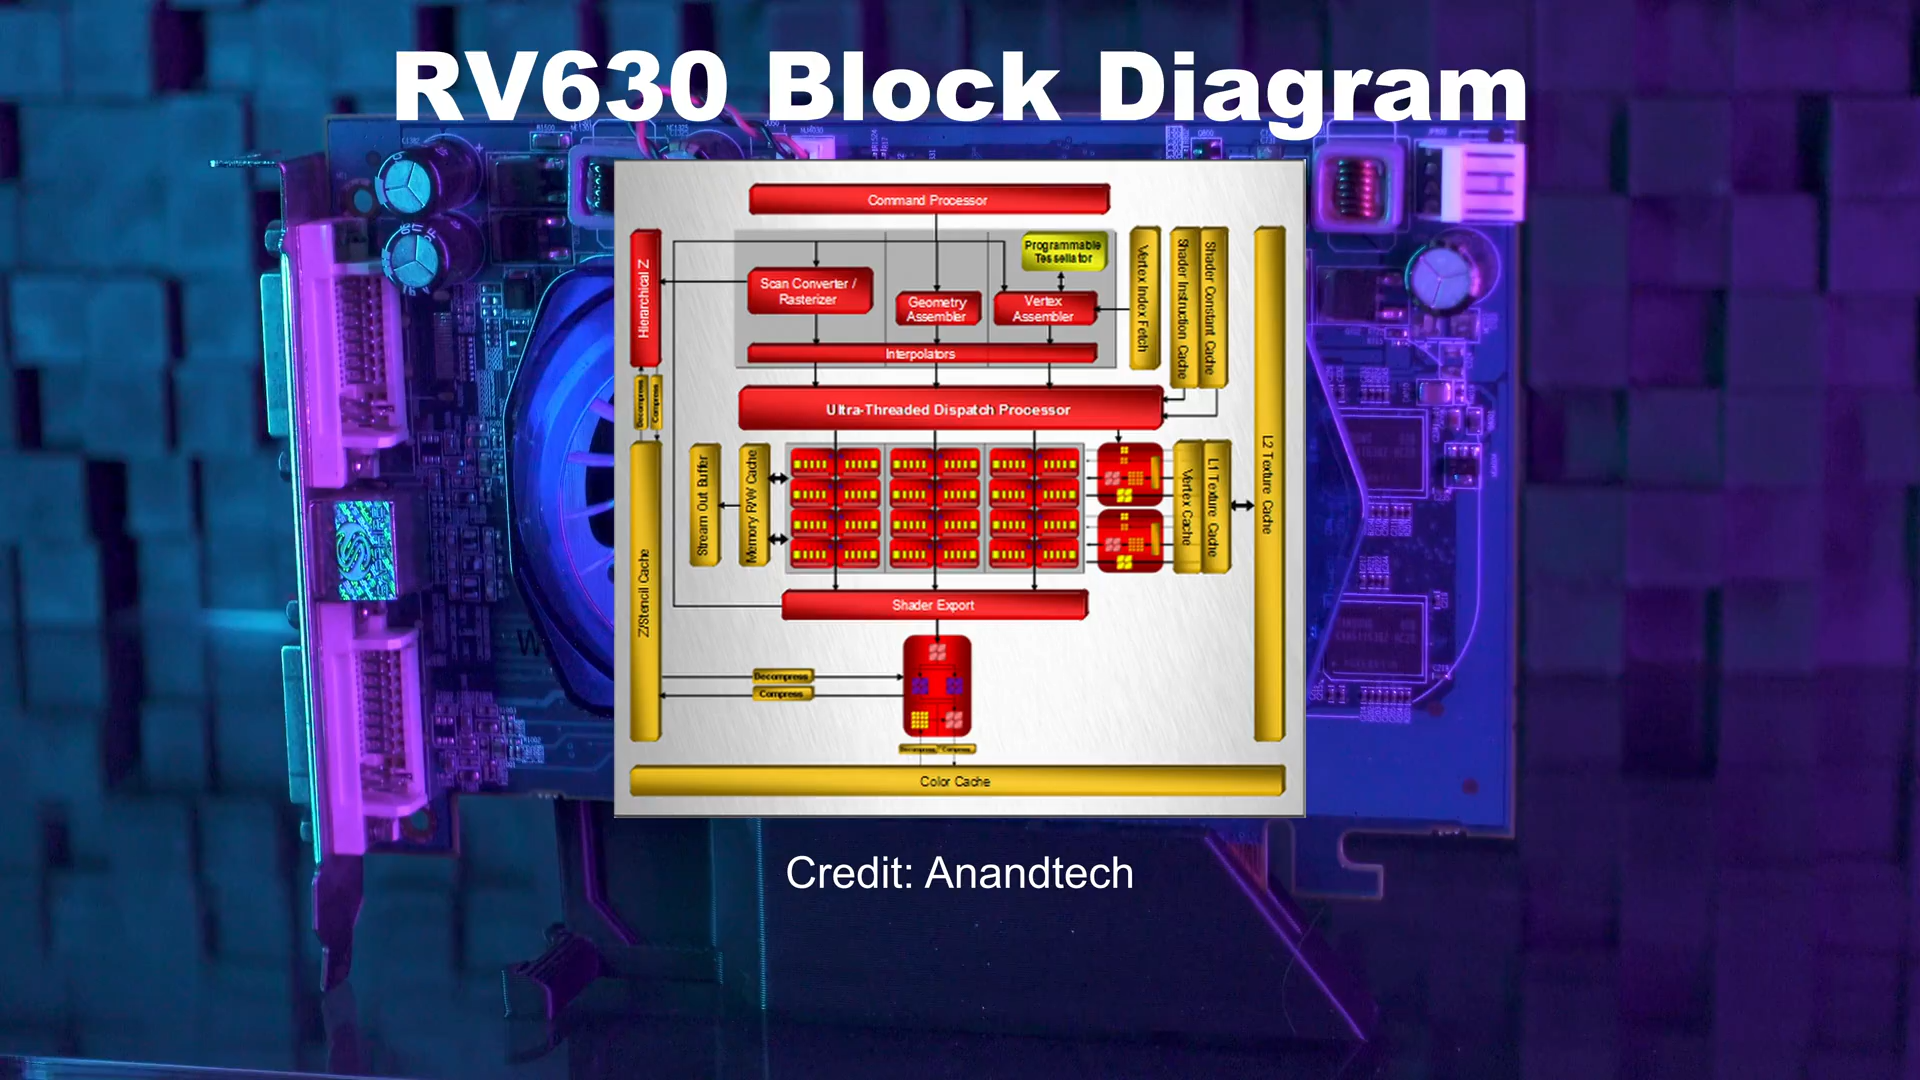 RV630 Block Diagram
Command Processor
Hierarchical Z
Scan Converter /
Rasterizer
Geometry
Assembler
Programmable
Tessellator
Vertex
Assembler
Vertex Index Fetch
Shader Instruction Cache
Shader Constant Cache
Interpolators
Decompress
Compress
Ultra-Threaded Dispatch Processor
Z/Stencil Cache
Stream Out Buffer
Memory R/W Cache
Vertex Cache
L1 Texture Cache
L2 Texture Cache
Shader Export
Decompress
Compress
Decompress
Compress
Color Cache
Credit: Anandtech